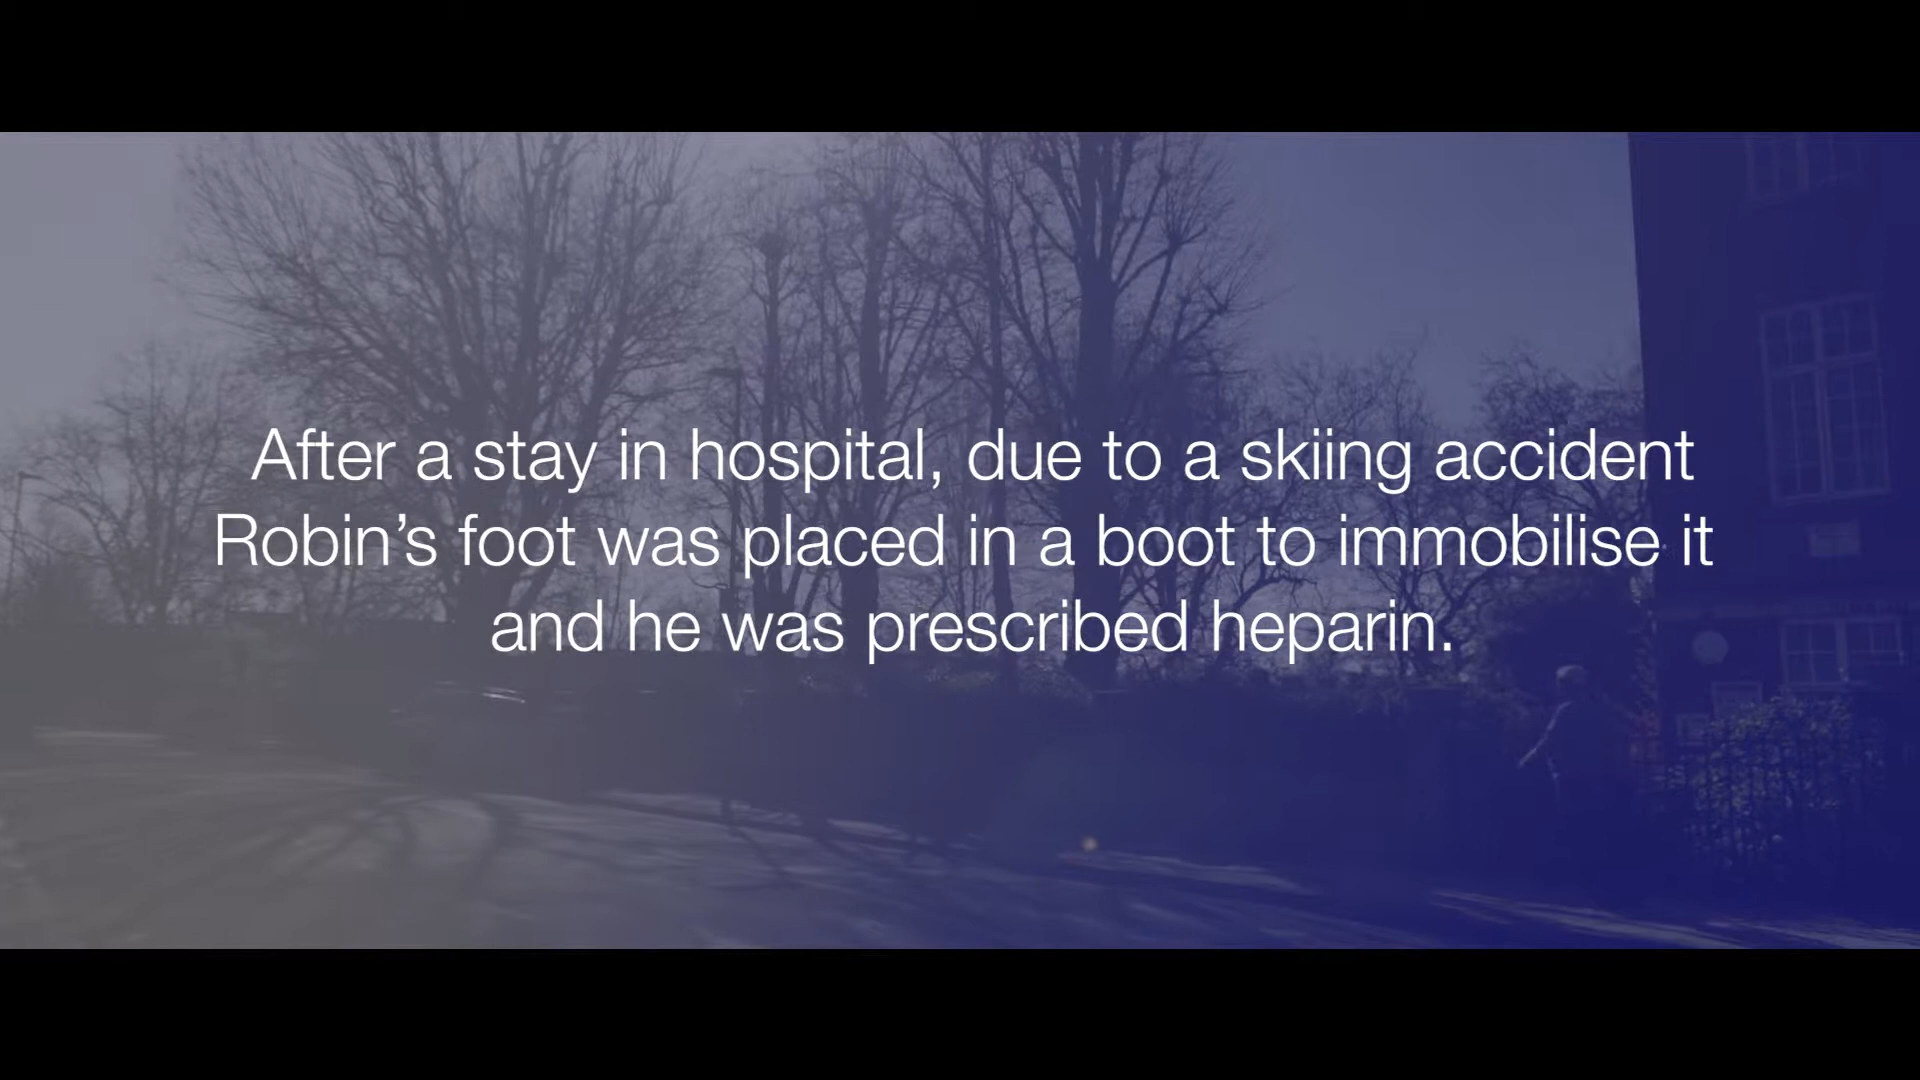 After a stay in hospital, due to a skiing accident
Robin’s foot was placed in a boot to immobilise it
and he was prescribed heparin.